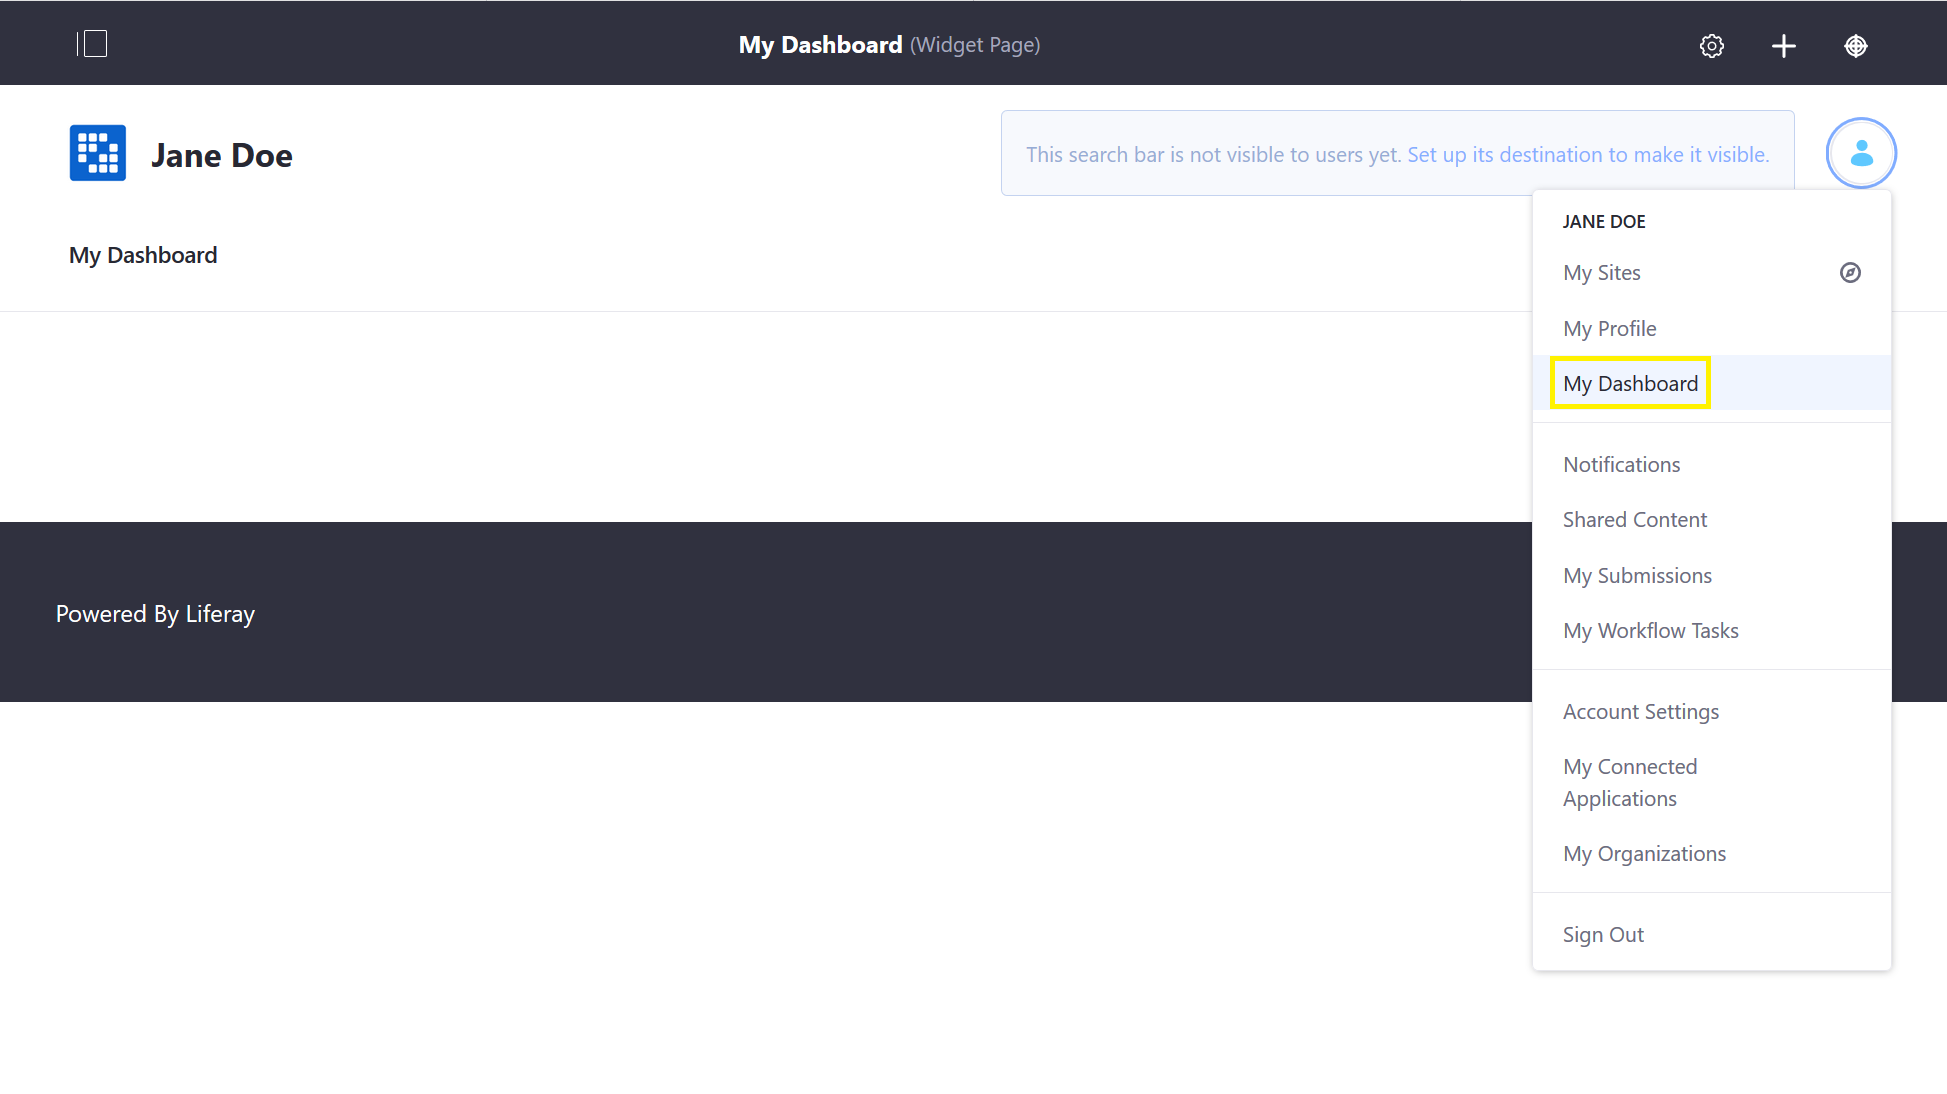 My Dashboard (Widget Page)
Jane Doe
This search bar is not visible to users yet. Set up its destination to make it visible.
My Dashboard
JANE DOE
My Sites
My Profile
My Dashboard
Notifications
Shared Content
My Submissions
My Workflow Tasks
Account Settings
My Connected
Applications
My Organizations
Sign Out
Powered By Liferay